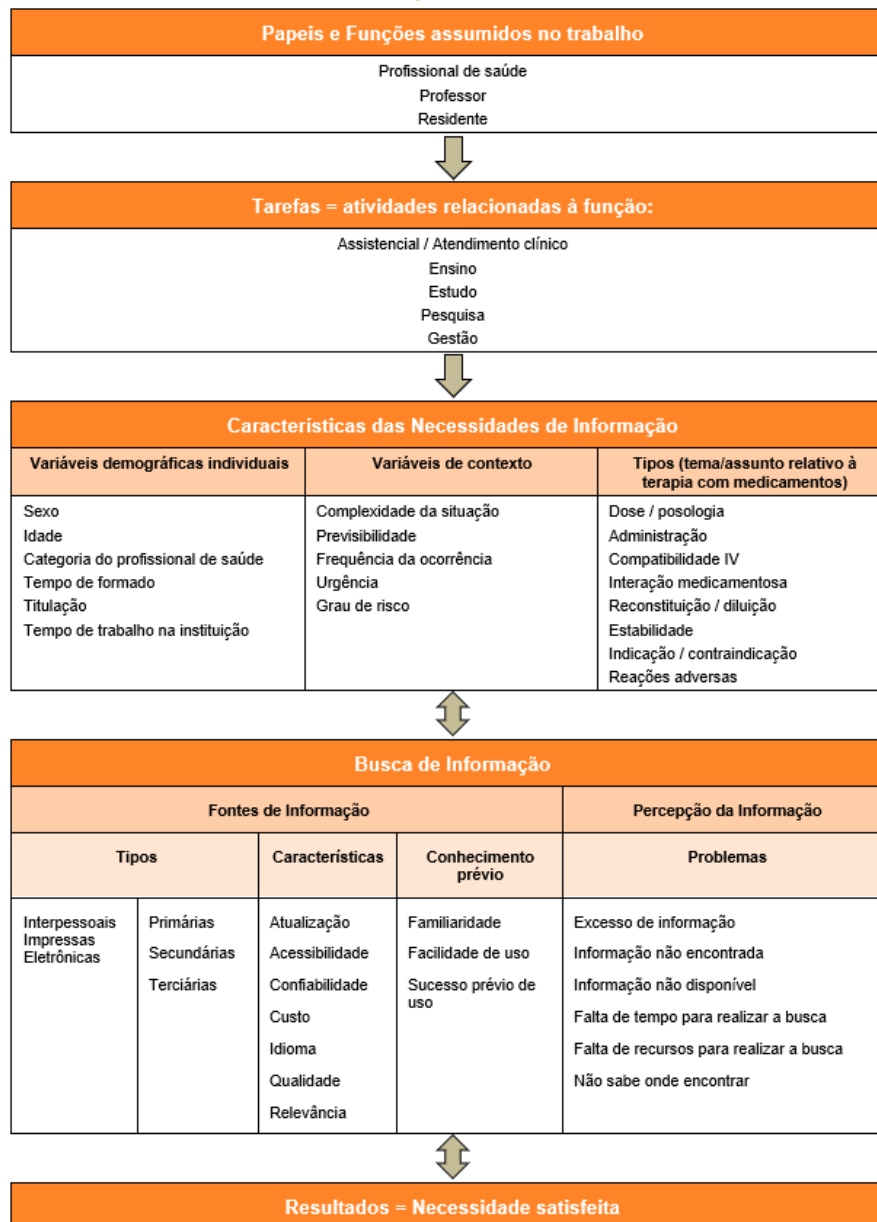 Papeis e Funções assumidos no trabalho
Profissional de saúde
Professor
Residente
Tarefas = atividades relacionadas à função:
Assistencial / Atendimento clínico
Ensino
Estudo
Pesquisa
Gestão
Características das Necessidades de Informação
Variáveis demográficas individuais
Sexo
Idade
Categoria do profissional de saúde
Tempo de formado
Titulação
Tempo de trabalho na instituição
Variáveis de contexto
Complexidade da situação
Previsibilidade
Frequência da ocorrência
Urgência
Grau de risco
Tipos (tema/assunto relativo à
terapia com medicamentos)
Dose / posologia
Administração
Compatibilidade IV
Interação medicamentosa
Reconstituição / diluição
Estabilidade
Indicação / contraindicação
Reações adversas
Busca de Informação
Fontes de Informação
Tipos
Interpessoais
Impressas
Eletrônicas
Primárias
Secundárias
Terciárias
Características
Atualização
Acessibilidade
Confiabilidade
Custo
Idioma
Qualidade
Relevância
Conhecimento
prévio
Familiaridade
Facilidade de uso
Sucesso prévio de
uso
Percepção da Informação
Problemas
Excesso de informação
Informação não encontrada
Informação não disponível
Falta de tempo para realizar a busca
Falta de recursos para realizar a busca
Não sabe onde encontrar
Resultados = Necessidade satisfeita